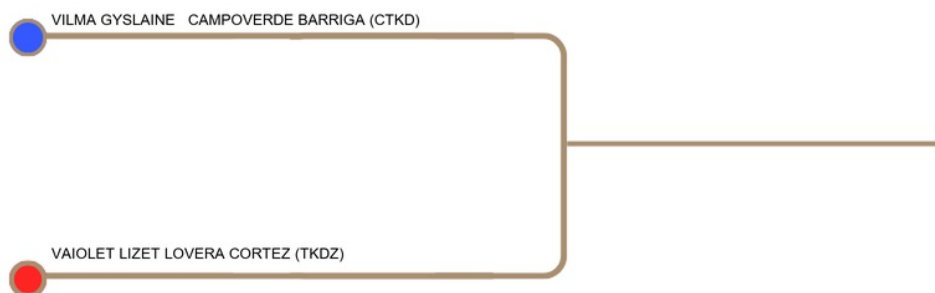 VILMA GYSLAINE CAMPOVERDE BARRIGA (CTKD)
VAIOLET LIZET LOVERA CORTEZ (TKDZ)